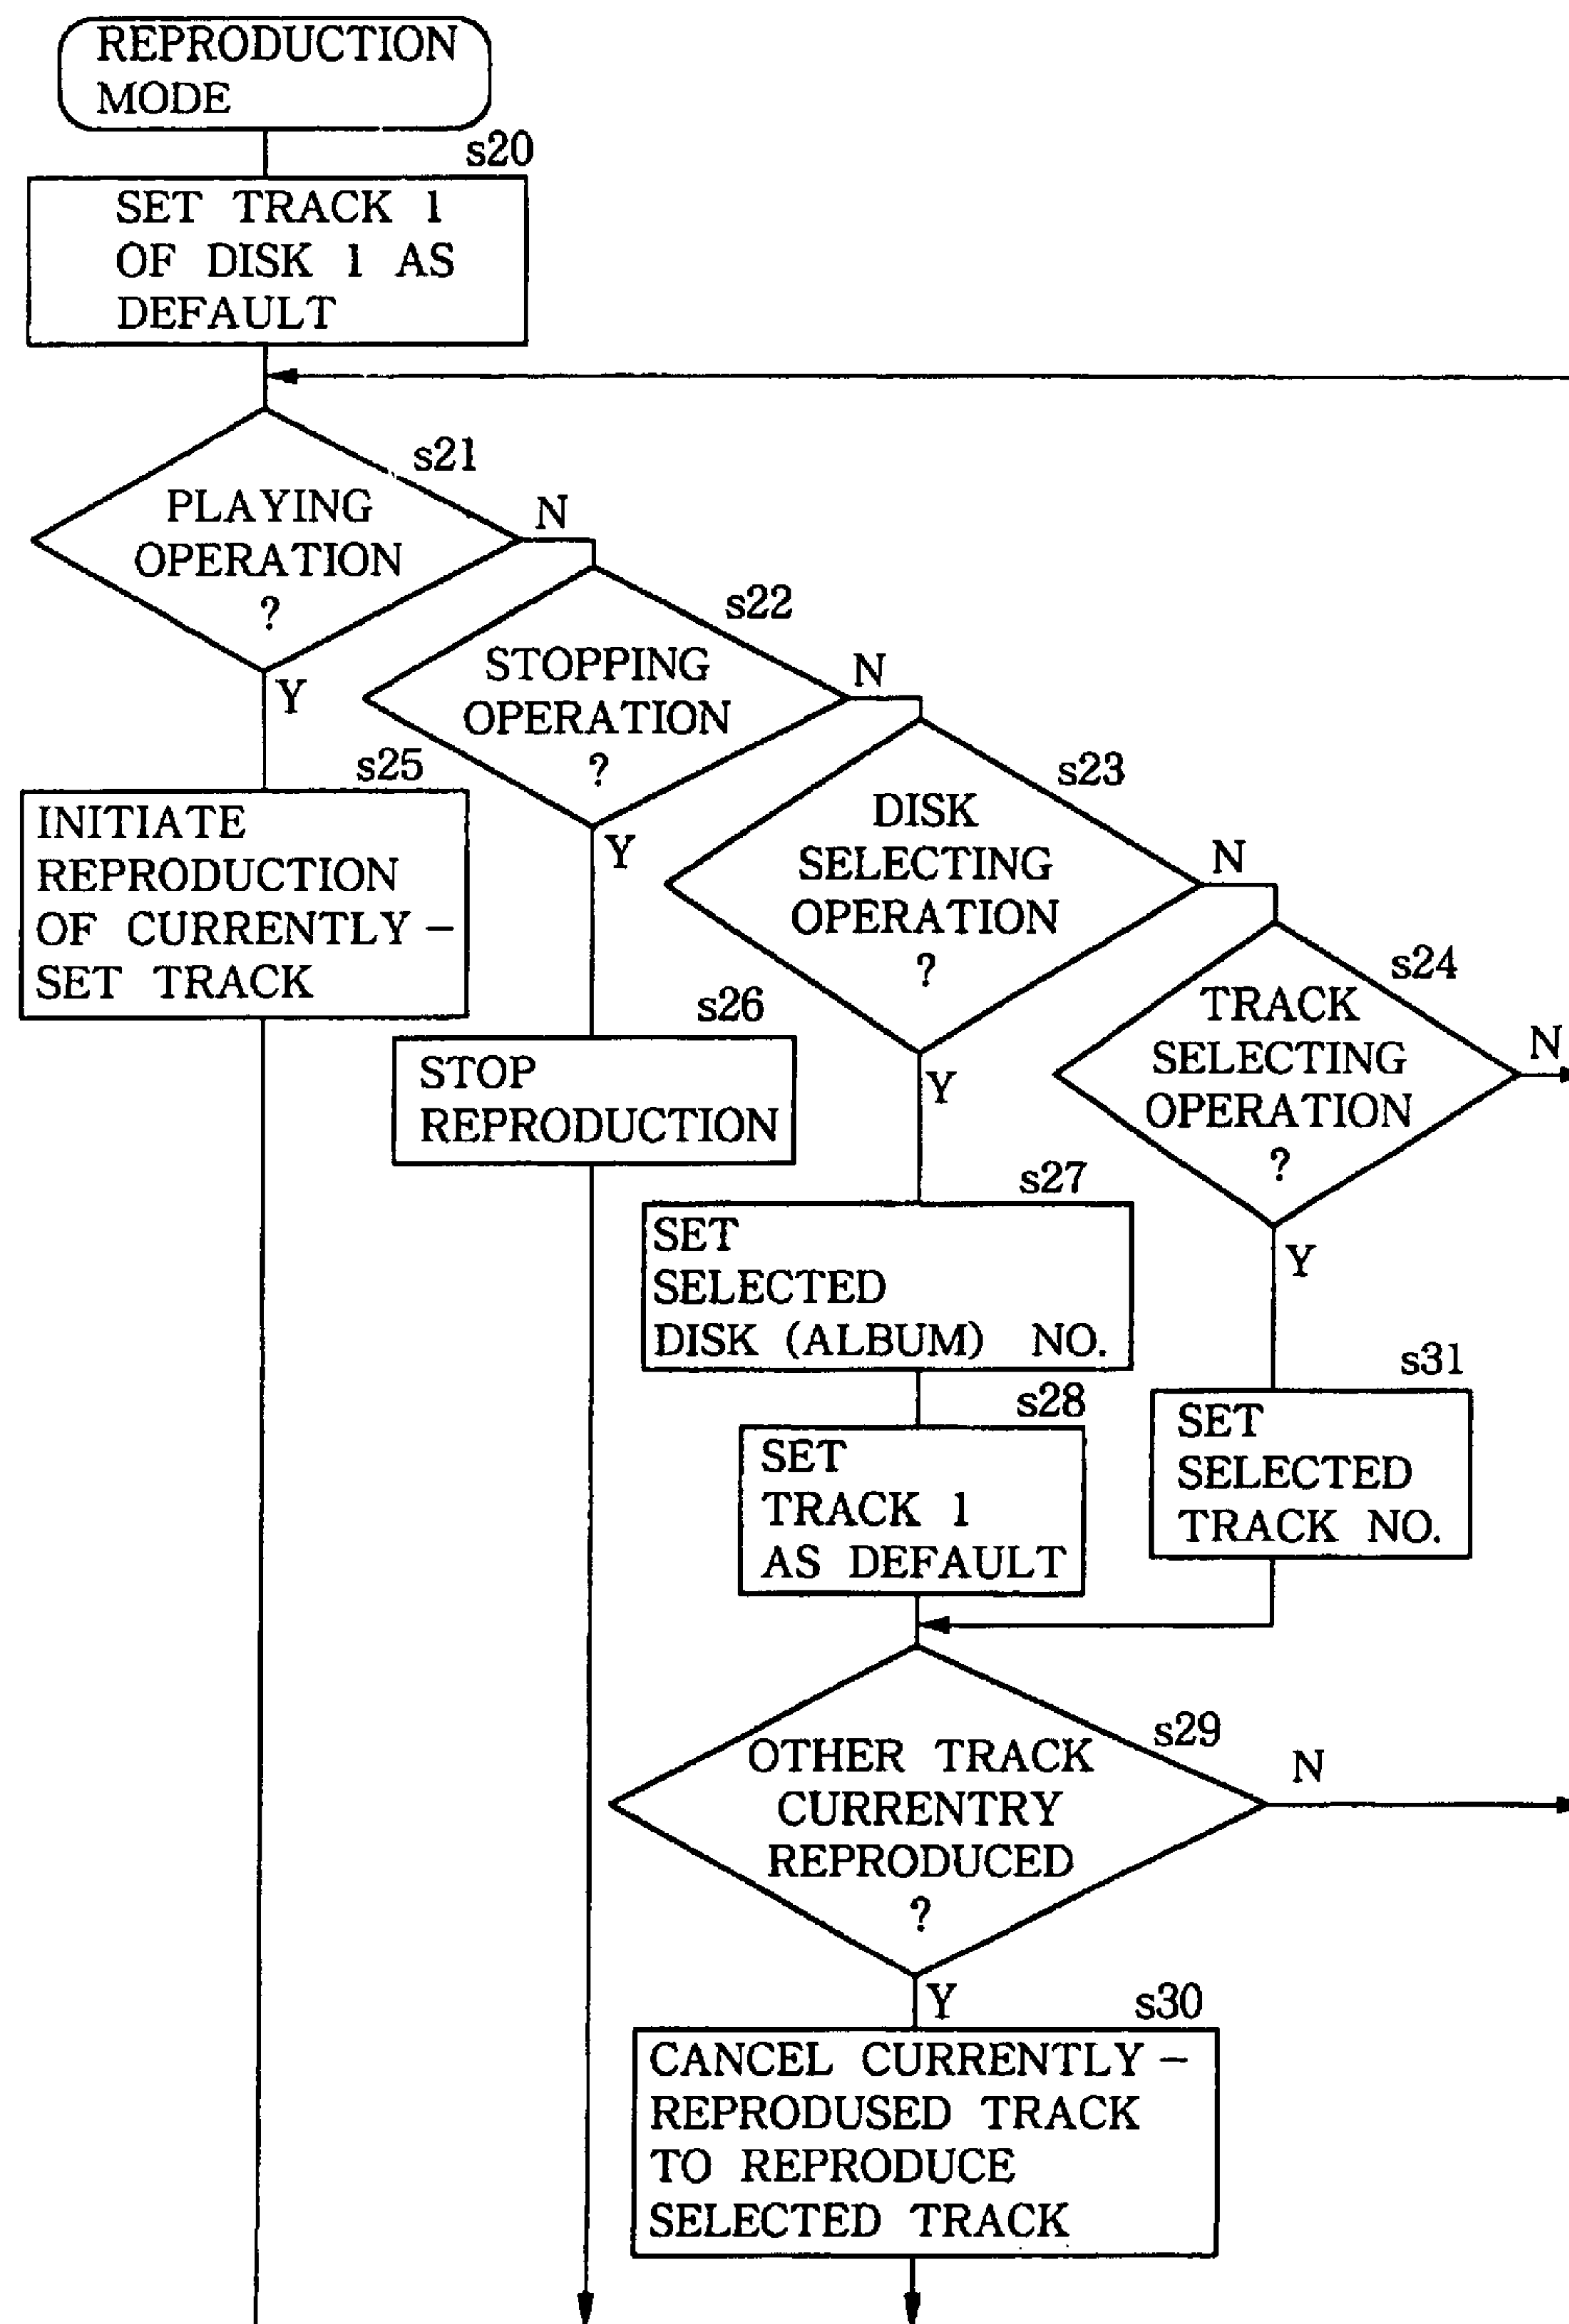 REPRODUCTION
MODE
s20
SET TRACK 1
OF DISK 1 AS
DEFAULT
s21
PLAYING
OPERATION
?
N
Y
s22
STOPPING
OPERATION
?
N
Y
s23
DISK
SELECTING
OPERATION
?
N
Y
s24
TRACK
SELECTING
OPERATION
?
N
Y
s25
INITIATE
REPRODUCTION
OF CURRENTLY-
SET TRACK
s26
STOP
REPRODUCTION
s27
SET
SELECTED
DISK (ALBUM) NO.
s28
SET
TRACK 1
AS DEFAULT
s31
SET
SELECTED
TRACK NO.
s29
OTHER TRACK
CURRENTRY
REPRODUCED
?
N
Y
s30
CANCEL CURRENTLY-
REPRODUSED TRACK
TO REPRODUCE
SELECTED TRACK